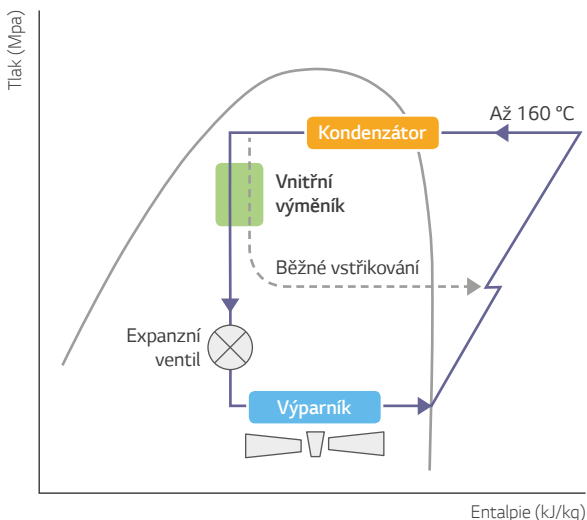 Tlak (Mpa)
Až 160 °C
Kondenzátor
Vnitřní
výměník
Běžné vstřikování
Expanzní
ventil
Výparník
Entalpie (kJ/kg)